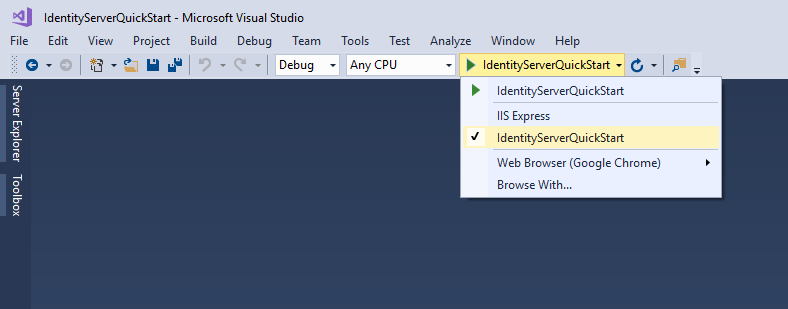 IdentityServerQuickStart - Microsoft Visual Studio
File Edit View Project Build Debug Team Tools Test Analyze Window Help
Debug Any CPU IdentityServerQuickStart
IdentityServerQuickStart
IIS Express
IdentityServerQuickStart
Web Browser (Google Chrome)
Browse With...
Server Explorer
Toolbox